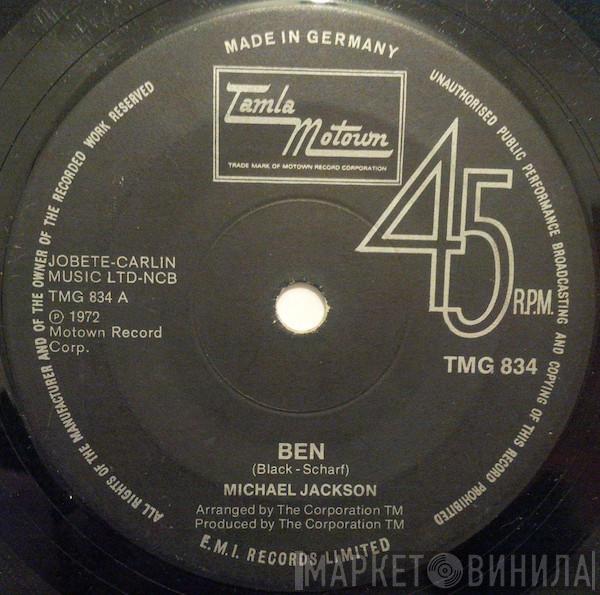 MADE IN GERMANY
UNAUTHORISED PUBLIC PERFORMANCE BROADCASTING AND COPYING OF THIS RECORD PROHIBITED
ALL RIGHTS OF THE MANUFACTURER AND OF THE OWNER OF THE RECORDED WORK RESERVED
Tamla
Motown
TRADE MARK OF MOTOWN RECORD CORPORATION
45
R.P.M.
JOBETE-CARLIN
MUSIC LTD-NCB
TMG 834 A
℗ 1972
Motown Record
Corp.
TMG 834
BEN
(Black - Scharf)
MICHAEL JACKSON
Arranged by The Corporation TM
Produced by The Corporation TM
E.M.I. RECORDS LIMITED
МАРКЕТ ВИНИЛА